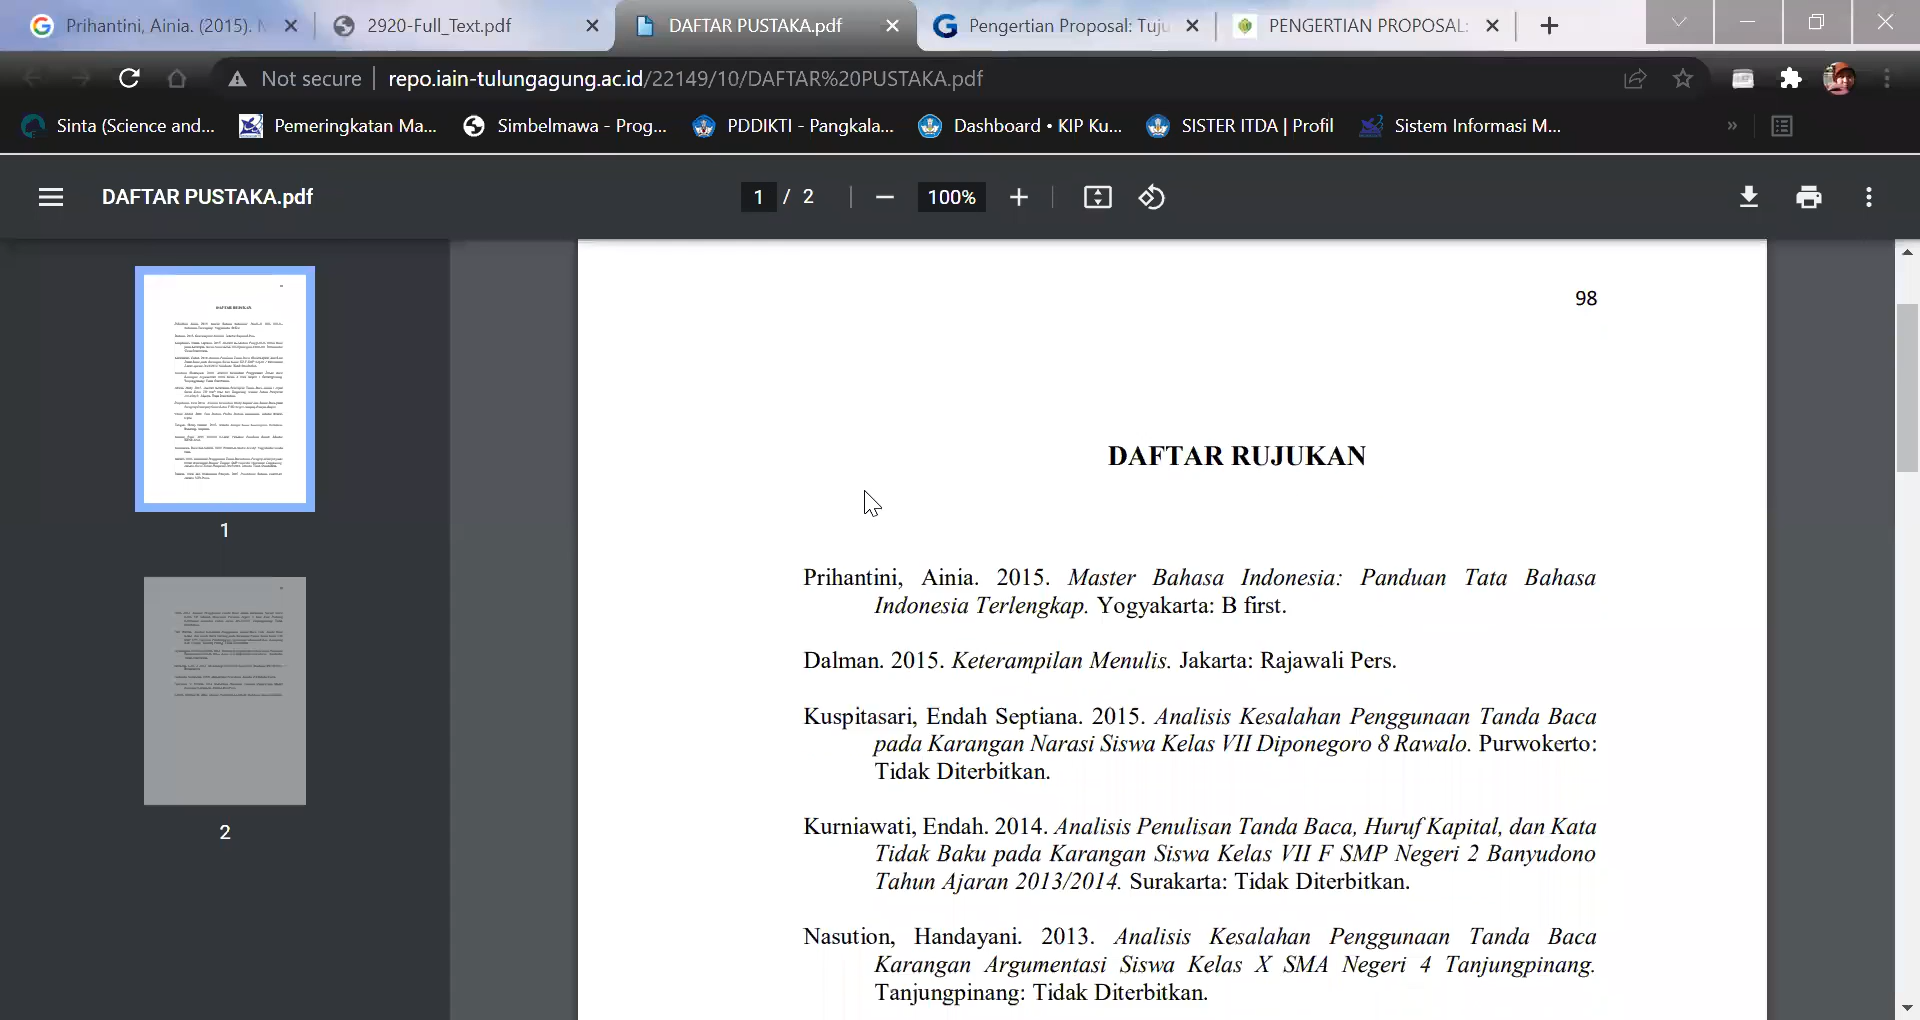 Prihantini, Ainia. (2015).
2920-Full_Text.pdf
DAFTAR PUSTAKA.pdf
Pengertian Proposal: Tuju
PENGERTIAN PROPOSAL:
Not secure | repo.iain-tulungagung.ac.id/22149/10/DAFTAR%20PUSTAKA.pdf
Sinta (Science and...
Pemeringkatan Ma...
Simbelmawa - Prog...
PDDIKTI - Pangkala...
Dashboard • KIP Ku...
SISTER ITDA | Profil
Sistem Informasi M...
»
DAFTAR PUSTAKA.pdf
1 / 2
100%
1
2
98
DAFTAR RUJUKAN
Prihantini, Ainia. 2015. Master Bahasa Indonesia: Panduan Tata Bahasa
Indonesia Terlengkap. Yogyakarta: B first.
Dalman. 2015. Keterampilan Menulis. Jakarta: Rajawali Pers.
Kuspitasari, Endah Septiana. 2015. Analisis Kesalahan Penggunaan Tanda Baca
pada Karangan Narasi Siswa Kelas VII Diponegoro 8 Rawalo. Purwokerto:
Tidak Diterbitkan.
Kurniawati, Endah. 2014. Analisis Penulisan Tanda Baca, Huruf Kapital, dan Kata
Tidak Baku pada Karangan Siswa Kelas VII F SMP Negeri 2 Banyudono
Tahun Ajaran 2013/2014. Surakarta: Tidak Diterbitkan.
Nasution, Handayani. 2013. Analisis Kesalahan Penggunaan Tanda Baca
Karangan Argumentasi Siswa Kelas X SMA Negeri 4 Tanjungpinang.
Tanjungpinang: Tidak Diterbitkan.